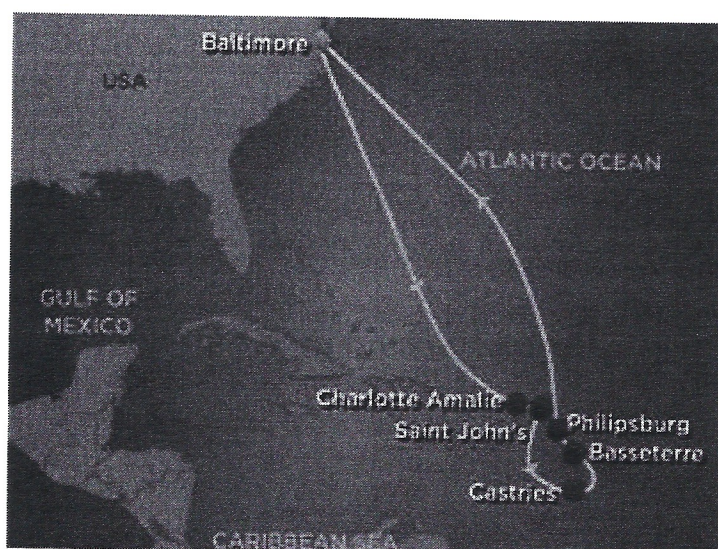 Baltimore
USA
ATLANTIC OCEAN
GULF OF
MEXICO
Charlotte Amalie
Saint John's
Philipsburg
Basseterre
Castries
CARIBBEAN SEA